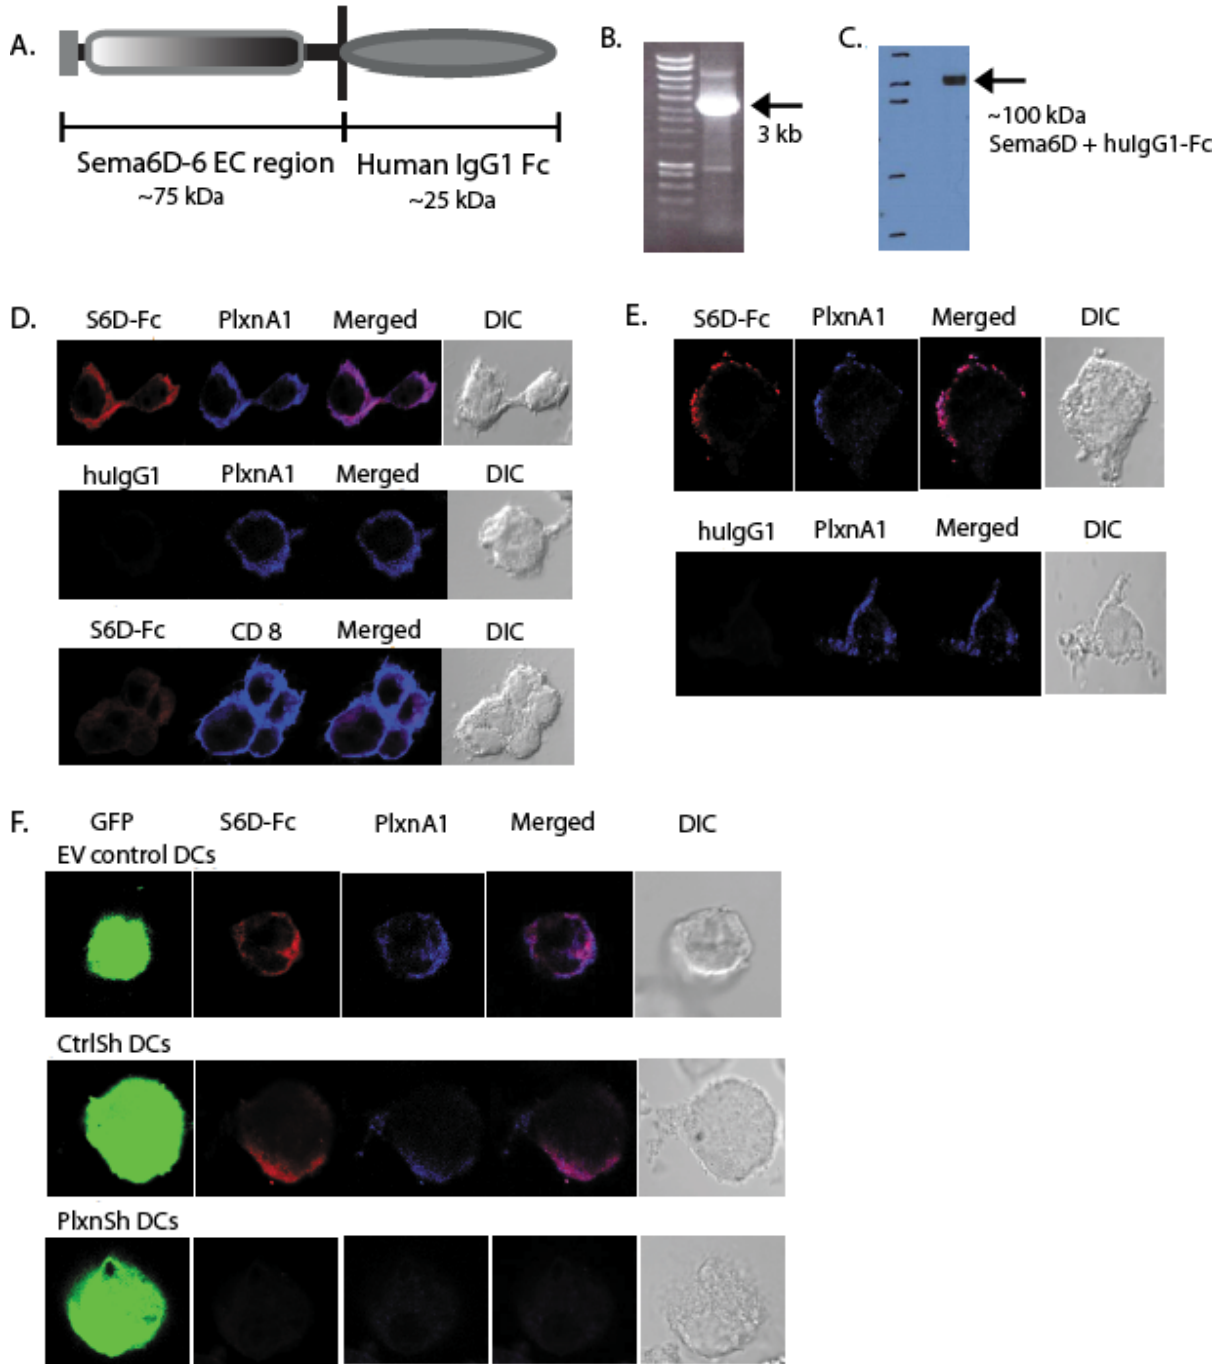 A.
B.
C.
3 kb
~100 kDa
Sema6D + huIgG1-Fc
Sema6D-6 EC region
Human IgG1 Fc
~75 kDa
~25 kDa
D.
S6D-Fc PlxnA1 Merged DIC
huIgG1 PlxnA1 Merged DIC
S6D-Fc CD 8 Merged DIC
E.
S6D-Fc PlxnA1 Merged DIC
huIgG1 PlxnA1 Merged DIC
F.
GFP S6D-Fc PlxnA1 Merged DIC
EV control DCs
CtrlSh DCs
PlxnSh DCs